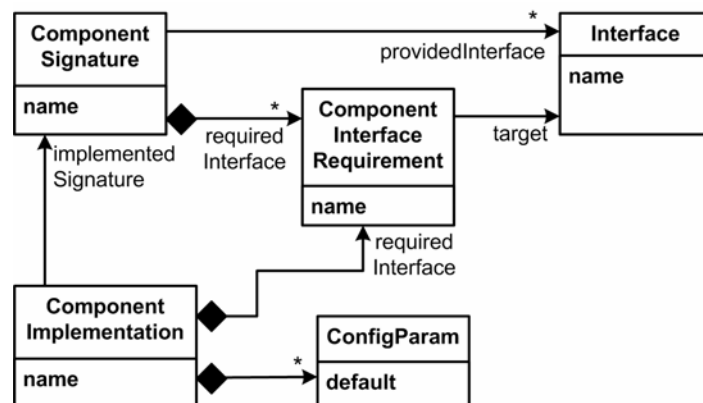 Component
Signature
name
*
providedInterface
Interface
name
*
required
Interface
Component
Interface
Requirement
name
target
implemented
Signature
required
Interface
Component
Implementation
name
*
ConfigParam
default